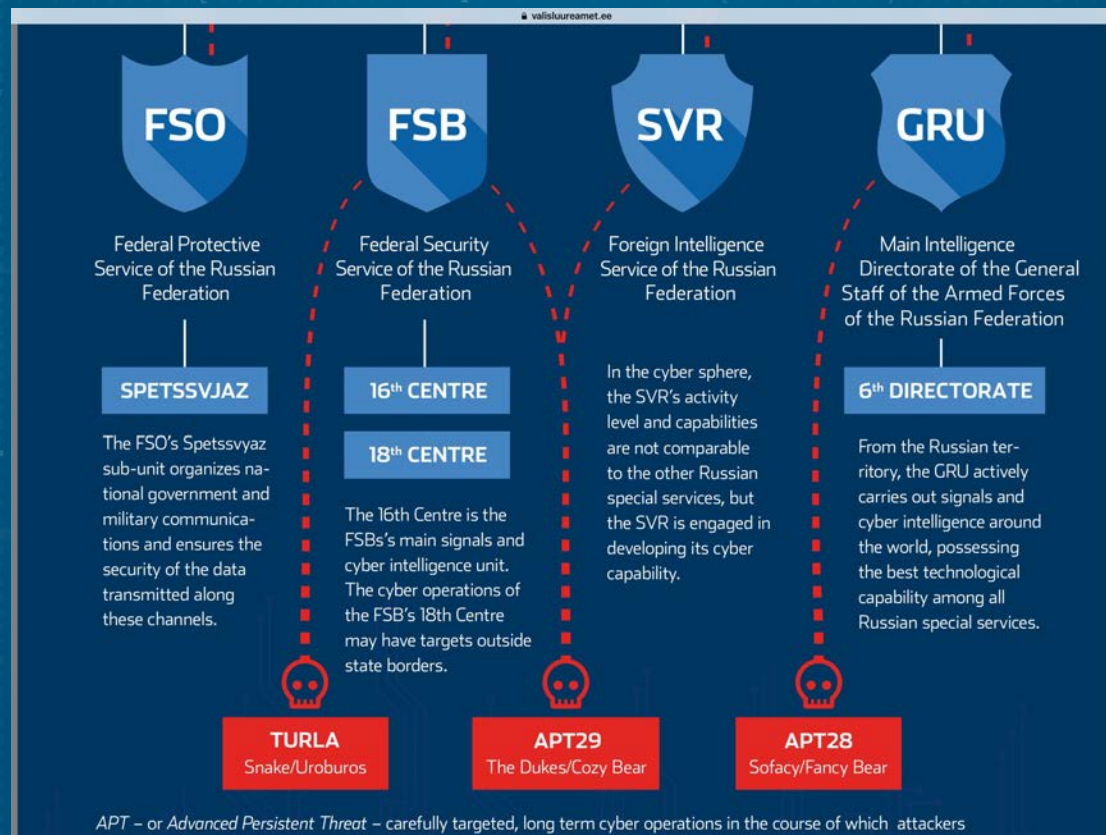 valisluureamet.ee
FSO
FSB
SVR
GRU
Federal Protective
Service of the Russian
Federation
Federal Security
Service of the Russian
Federation
Foreign Intelligence
Service of the Russian
Federation
Main Intelligence
Directorate of the General
Staff of the Armed Forces
of the Russian Federation
SPETSSVJAZ
The FSO's Spetssvyaz
sub-unit organizes na-
tional government and
military communica-
tions and ensures the
security of the data
transmitted along
these channels.
16th CENTRE
18th CENTRE
The 16th Centre is the
FSBs's main signals and
cyber intelligence unit.
The cyber operations of
the FSB's 18th Centre
may have targets outside
state borders.
In the cyber sphere,
the SVR's activity
level and capabilities
are not comparable
to the other Russian
special services, but
the SVR is engaged in
developing its cyber
capability.
6th DIRECTORATE
From the Russian ter-
ritory, the GRU actively
carries out signals and
cyber intelligence around
the world, possessing
the best technological
capability among all
Russian special services.
TURLA
Snake/Uroburos
APT29
The Dukes/Cozy Bear
APT28
Sofacy/Fancy Bear
APT – or Advanced Persistent Threat – carefully targeted, long term cyber operations in the course of which attackers